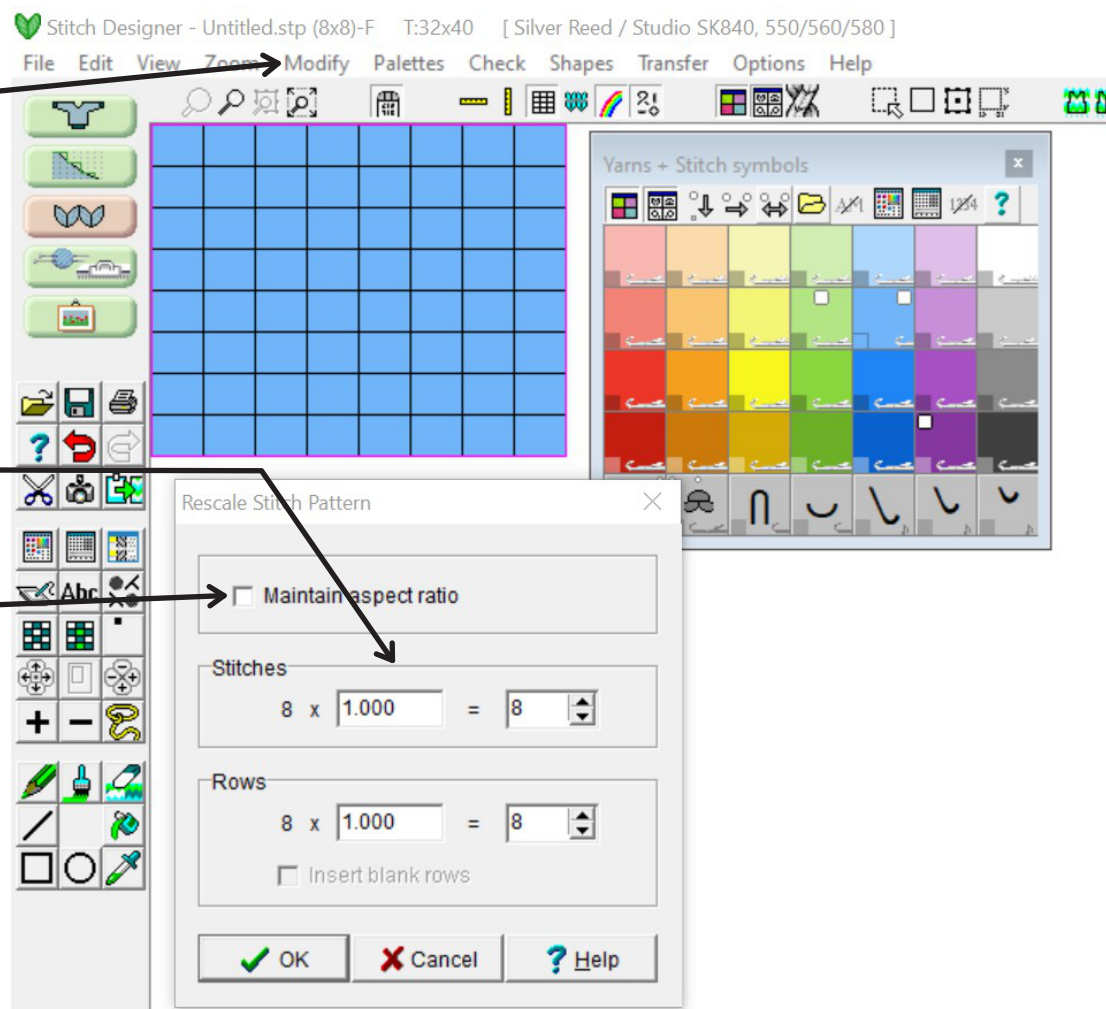 Stitch Designer - Untitled.stp (8x8)-F T:32x40 [ Silver Reed / Studio SK840, 550/560/580 ]
File Edit View Zoom Modify Palettes Check Shapes Transfer Options Help
Yarns + Stitch symbols
1234
Abc
Rescale Stitch Pattern
Maintain aspect ratio
Stitches
8 x 1.000 = 8
Rows
8 x 1.000 = 8
Insert blank rows
OK Cancel ? Help